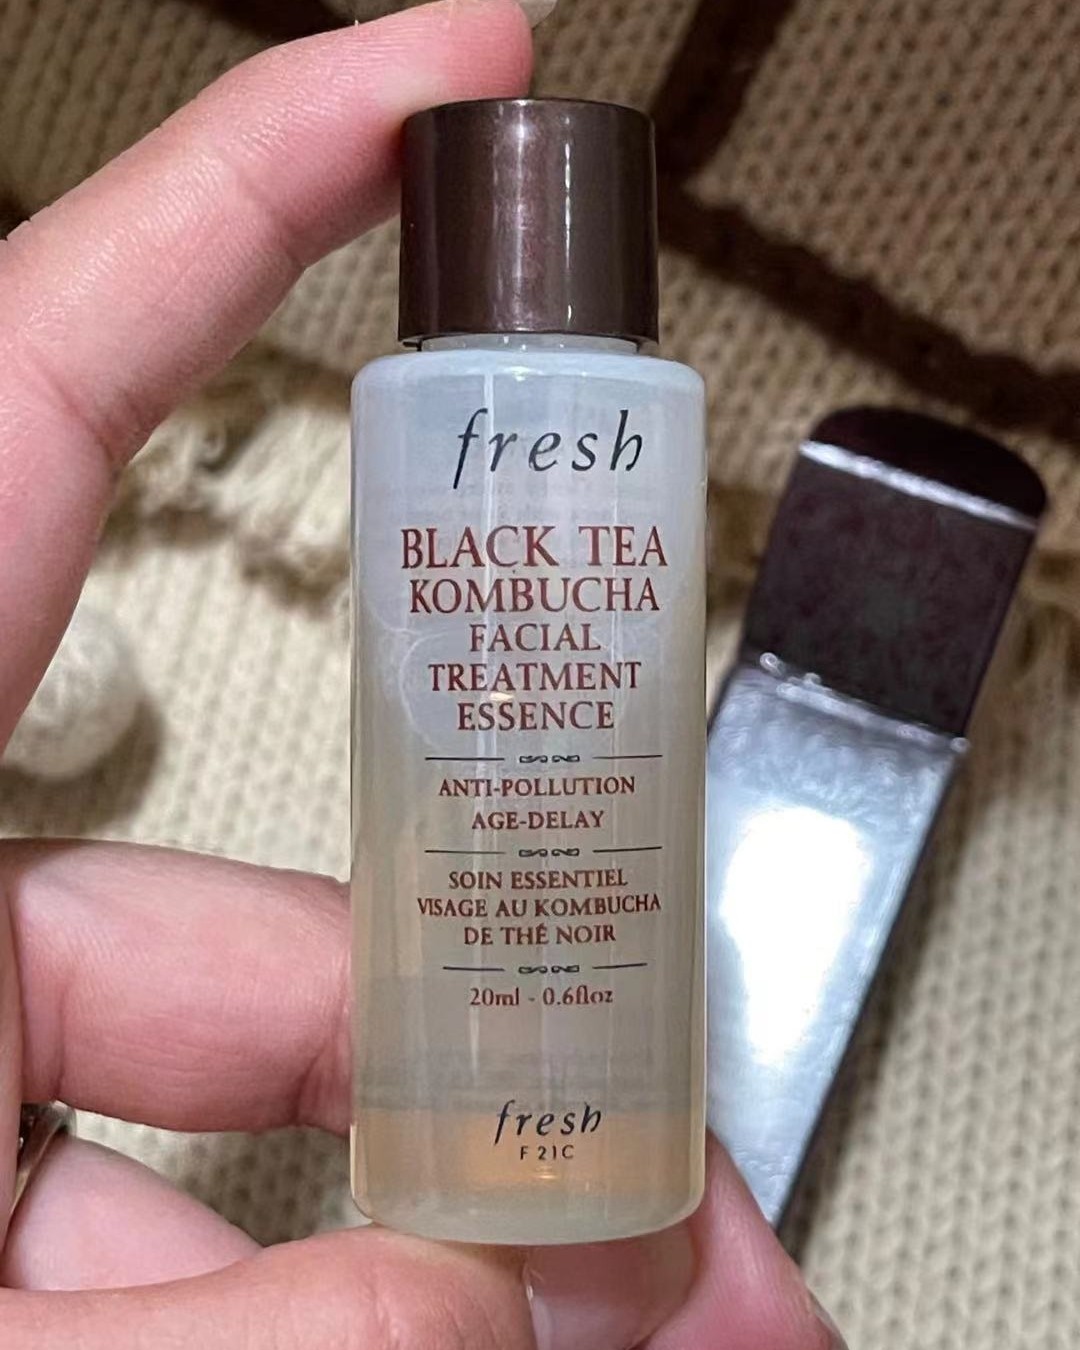 fresh
BLACK TEA
KOMBUCHA
FACIAL
TREATMENT
ESSENCE
ANTI-POLLUTION
AGE-DELAY
SOIN ESSENTIEL
VISAGE AU KOMBUCHA
DE THÉ NOIR
20ml - 0.6floz
fresh
F21C